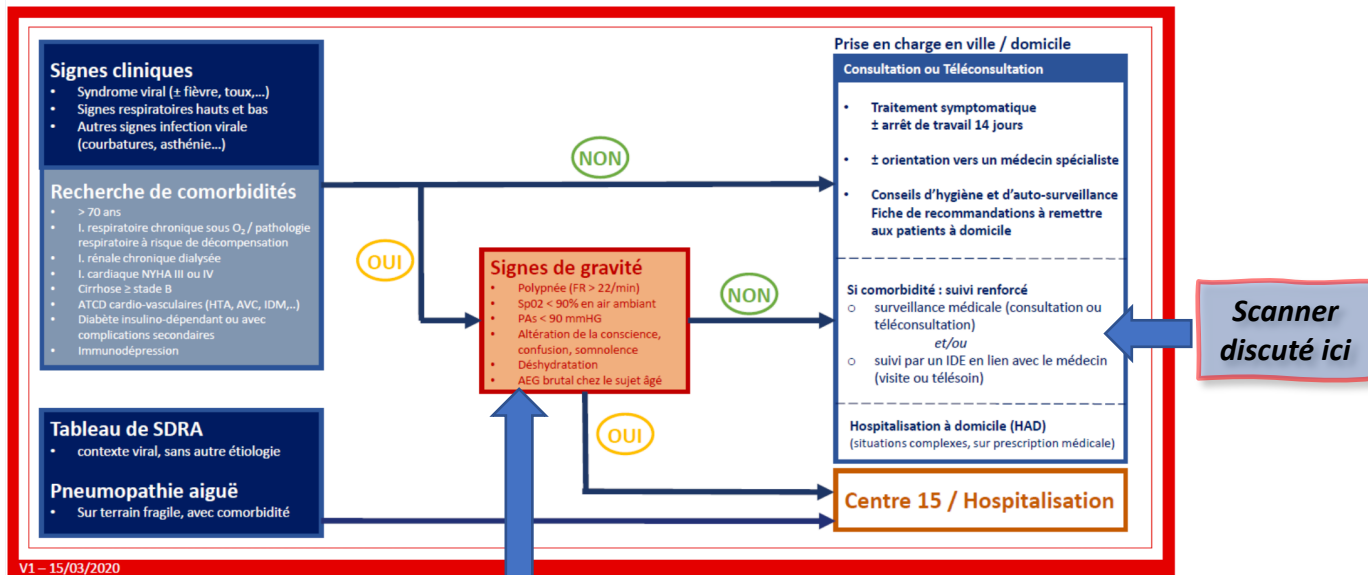 Signes cliniques
• Syndrome viral (± fièvre, toux,…)
• Signes respiratoires hauts et bas
• Autres signes infection virale
(courbatures, asthénie…)
Recherche de comorbidités
• > 70 ans
• I. respiratoire chronique sous O₂ / pathologie
respiratoire à risque de décompensation
• I. rénale chronique dialysée
• I. cardiaque NYHA III ou IV
• Cirrhose ≥ stade B
• ATCD cardio-vasculaires (HTA, AVC, IDM,..)
• Diabète insulino-dépendant ou avec
complications secondaires
• Immunodépression
Tableau de SDRA
• contexte viral, sans autre étiologie
Pneumopathie aiguë
• Sur terrain fragile, avec comorbidité
NON
OUI
Signes de gravité
• Polypnée (FR > 22/min)
• Sp02 < 90% en air ambiant
• PAs < 90 mmHG
• Altération de la conscience,
confusion, somnolence
• Déshydratation
• AEG brutal chez le sujet âgé
NON
OUI
Prise en charge en ville / domicile
Consultation ou Téléconsultation
• Traitement symptomatique
± arrêt de travail 14 jours
• ± orientation vers un médecin spécialiste
• Conseils d’hygiène et d’auto-surveillance
Fiche de recommandations à remettre
aux patients à domicile
Si comorbidité : suivi renforcé
o surveillance médicale (consultation ou
téléconsultation)
et/ou
o suivi par un IDE en lien avec le médecin
(visite ou télésoin)
Hospitalisation à domicile (HAD)
(situations complexes, sur prescription médicale)
Centre 15 / Hospitalisation
Scanner
discuté ici
V1 – 15/03/2020